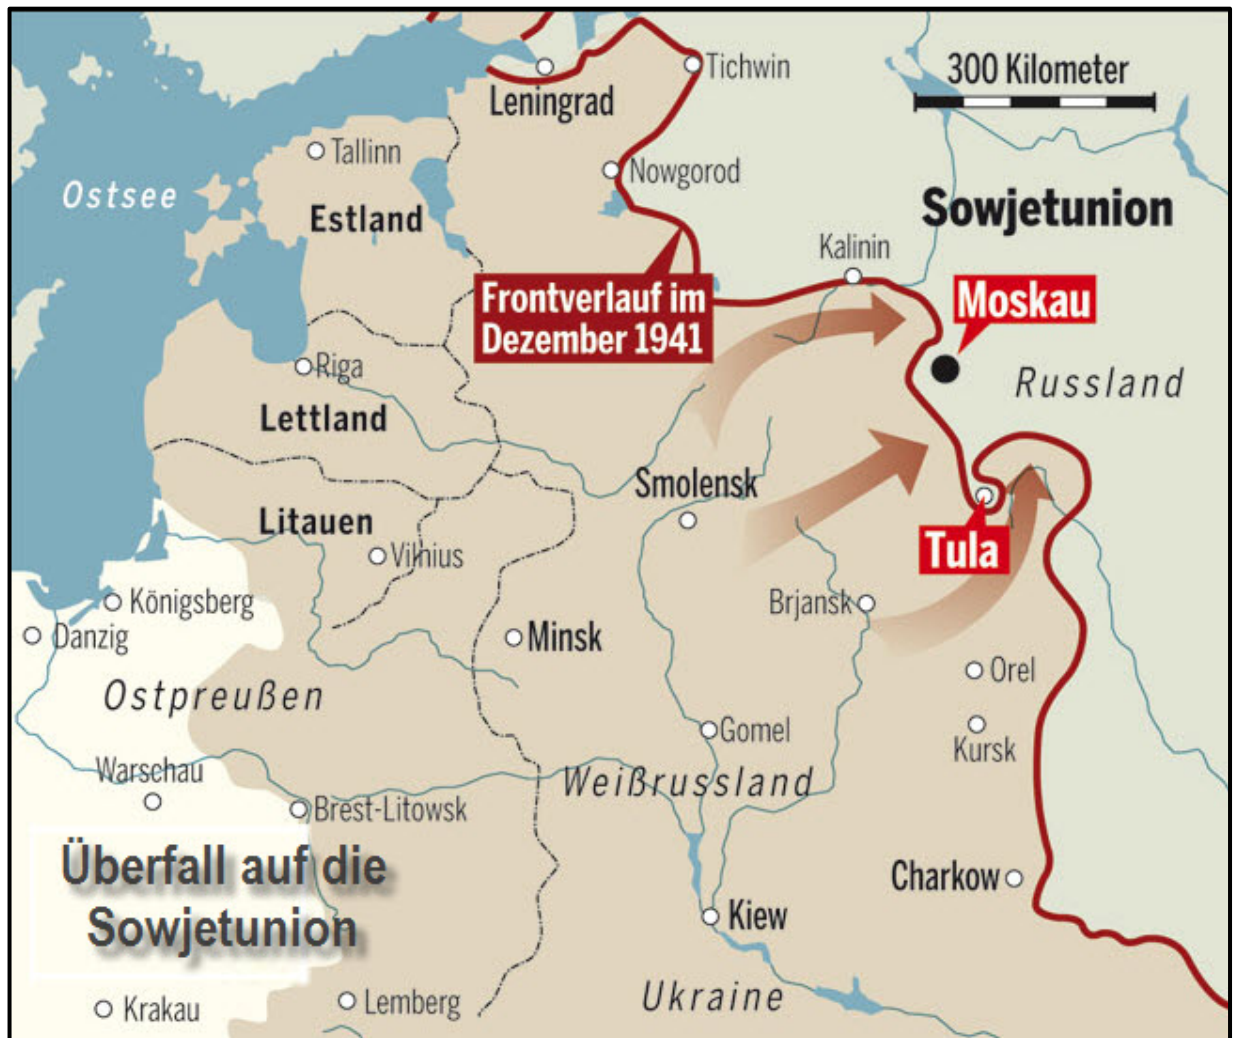 Tichwin
300 Kilometer
Leningrad
Tallinn
Nowgorod
Ostsee
Estland
Sowjetunion
Kalinin
Frontverlauf im
Dezember 1941
Moskau
Riga
Russland
Lettland
Smolensk
Litauen
Vilnius
Tula
Königsberg
Brjansk
Danzig
Minsk
Orel
Ostpreußen
Gomel
Kursk
Warschau
Weißrussland
Brest-Litowsk
Überfall auf die
Sowjetunion
Charkow
Kiew
Ukraine
Lemberg
Krakau